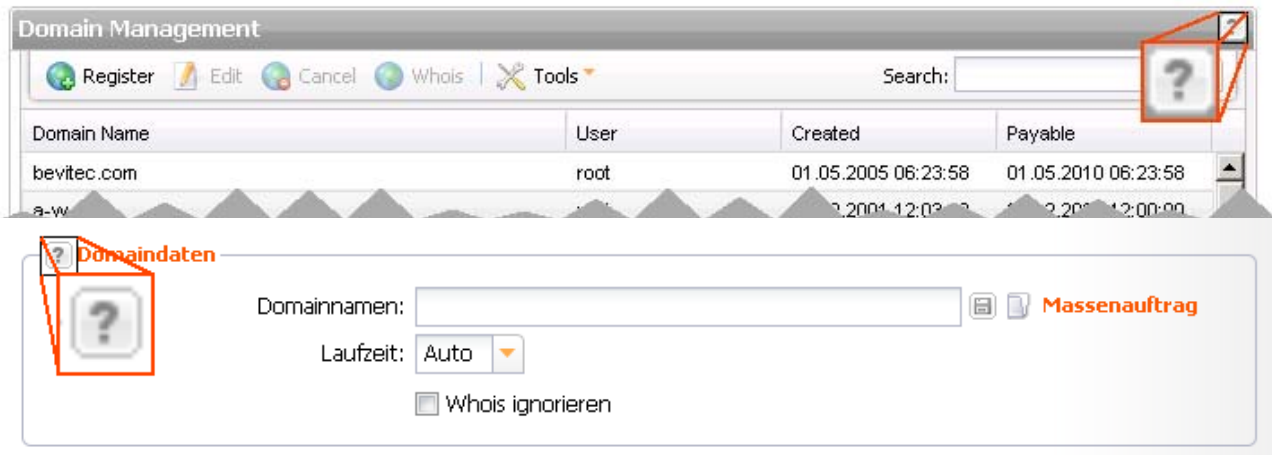 Domain Management ?
Register Edit Cancel Whois Tools Search: ?
Domain Name User Created Payable
bevitec.com root 01.05.2005 06:23:58 01.05.2010 06:23:58
? Domaindaten
? Domainnamen: Massenauftrag
Laufzeit: Auto
Whois ignorieren